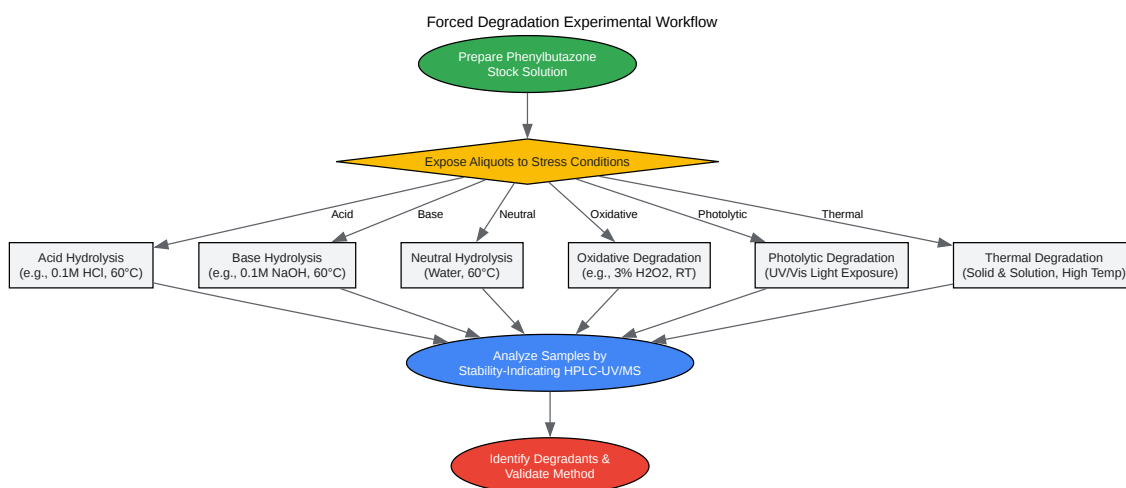 Forced Degradation Experimental Workflow
Prepare Phenylbutazone
Stock Solution
Expose Aliquots to Stress Conditions
Acid
Base
Neutral
Oxidative
Photolytic
Thermal
Acid Hydrolysis
(e.g., 0.1M HCl, 60°C)
Base Hydrolysis
(e.g., 0.1M NaOH, 60°C)
Neutral Hydrolysis
(Water, 60°C)
Oxidative Degradation
(e.g., 3% H2O2, RT)
Photolytic Degradation
(UV/Vis Light Exposure)
Thermal Degradation
(Solid & Solution, High Temp)
Analyze Samples by
Stability-Indicating HPLC-UV/MS
Identify Degradants &
Validate Method